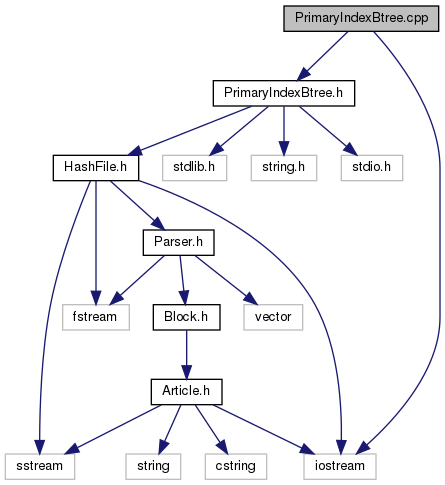 PrimaryIndexBtree.cpp
PrimaryIndexBtree.h
HashFile.h
stdlib.h
string.h
stdio.h
Parser.h
fstream
Block.h
vector
Article.h
sstream
string
cstring
iostream